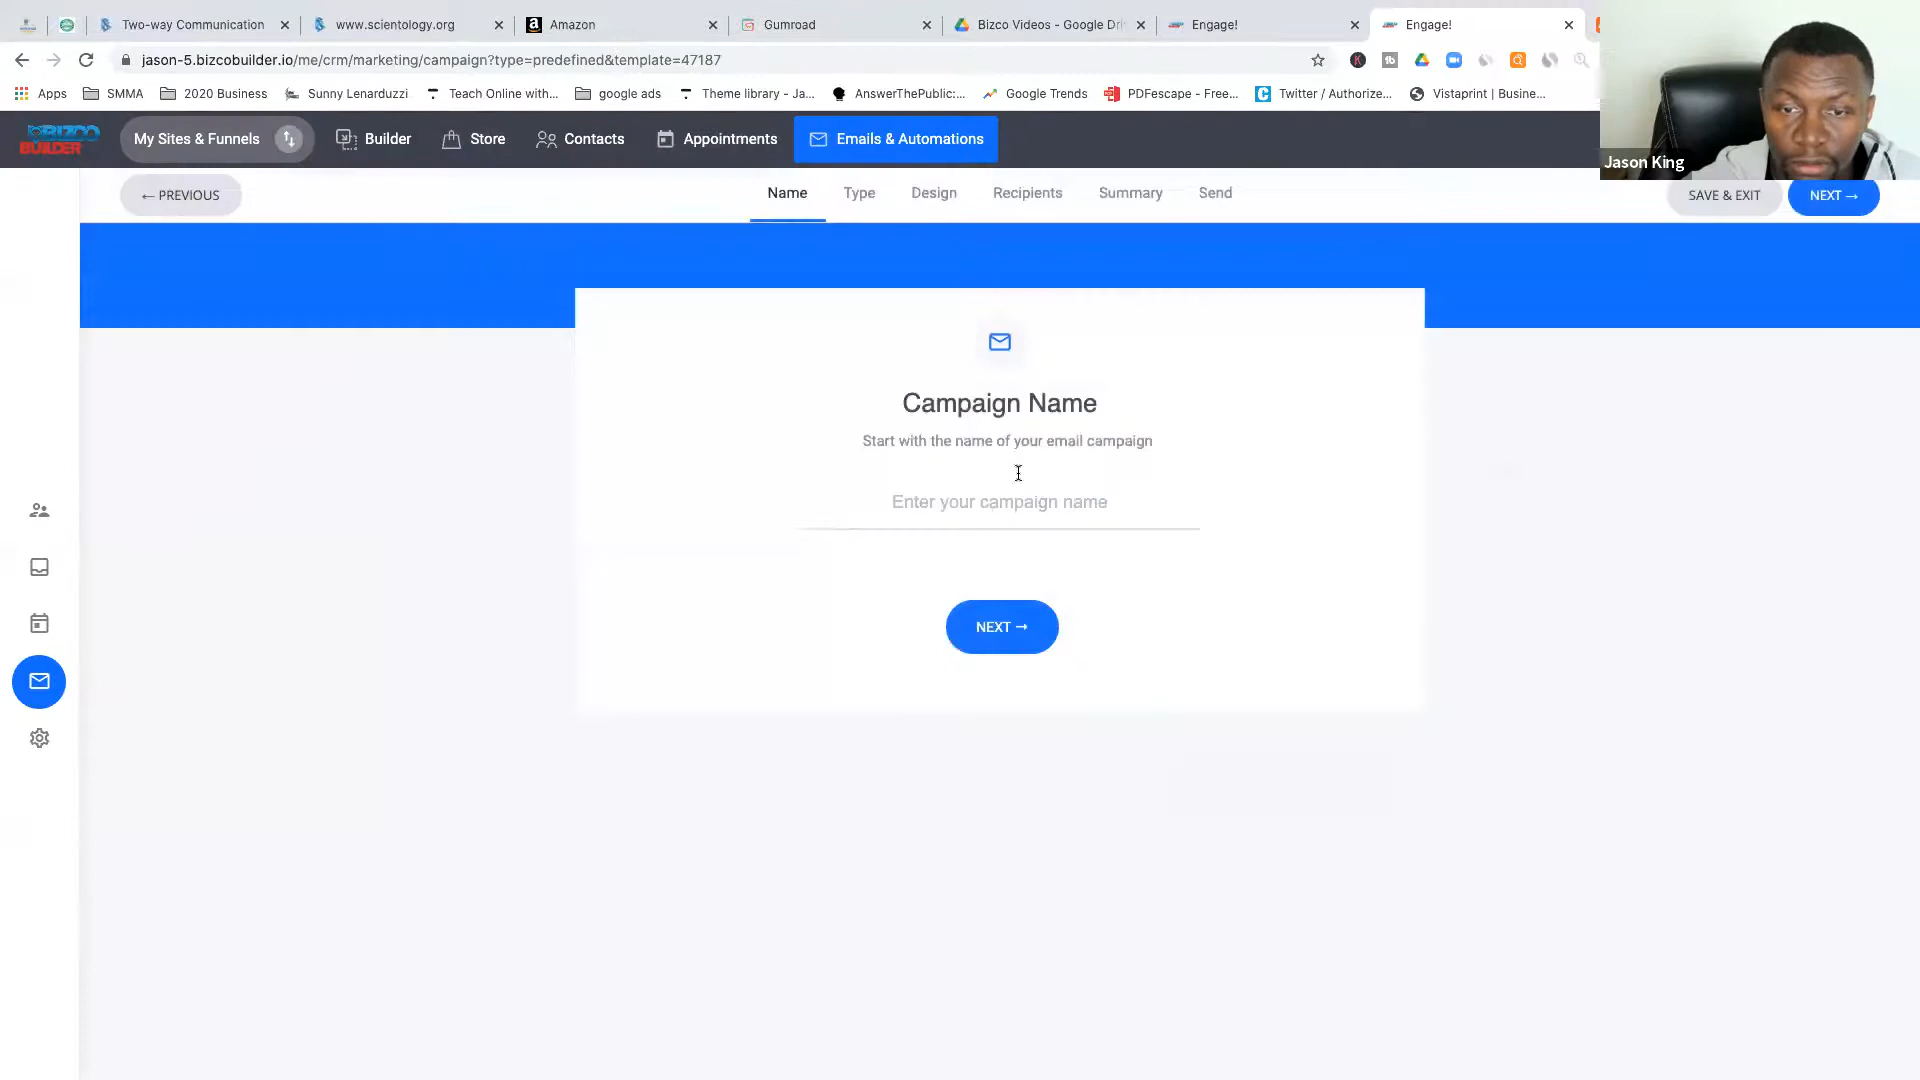 Two-way Communication
www.scientology.org
Amazon
Gumroad
Bizco Videos - Google Dri
Engage!
Engage!
jason-5.bizcobuilder.io/me/crm/marketing/campaign?type=predefined&template=47187
Apps
SMMA
2020 Business
Sunny Lenarduzzi
Teach Online with...
google ads
Theme library - Ja...
AnswerThePublic:...
Google Trends
PDFescape - Free...
Twitter / Authorize...
Vistaprint | Busine...
BIZCO
BUILDER
My Sites & Funnels
Builder
Store
Contacts
Appointments
Emails & Automations
Jason King
← PREVIOUS
Name
Type
Design
Recipients
Summary
Send
SAVE & EXIT
NEXT →
Campaign Name
Start with the name of your email campaign
Enter your campaign name
NEXT →